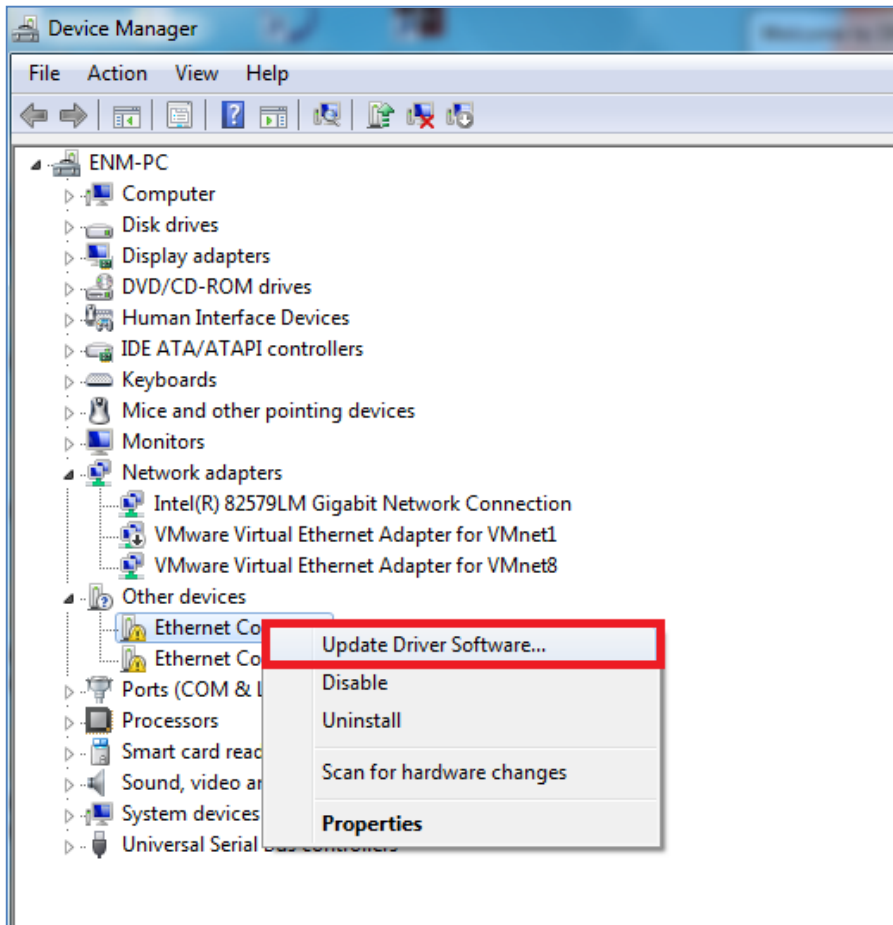 Device Manager
File Action View Help
ENM-PC
Computer
Disk drives
Display adapters
DVD/CD-ROM drives
Human Interface Devices
IDE ATA/ATAPI controllers
Keyboards
Mice and other pointing devices
Monitors
Network adapters
Intel(R) 82579LM Gigabit Network Connection
VMware Virtual Ethernet Adapter for VMnet1
VMware Virtual Ethernet Adapter for VMnet8
Other devices
Ethernet Co
Update Driver Software...
Ethernet Co
Disable
Ports (COM & L
Processors
Uninstall
Smart card read
Scan for hardware changes
Sound, video ar
System devices
Properties
Universal Serial